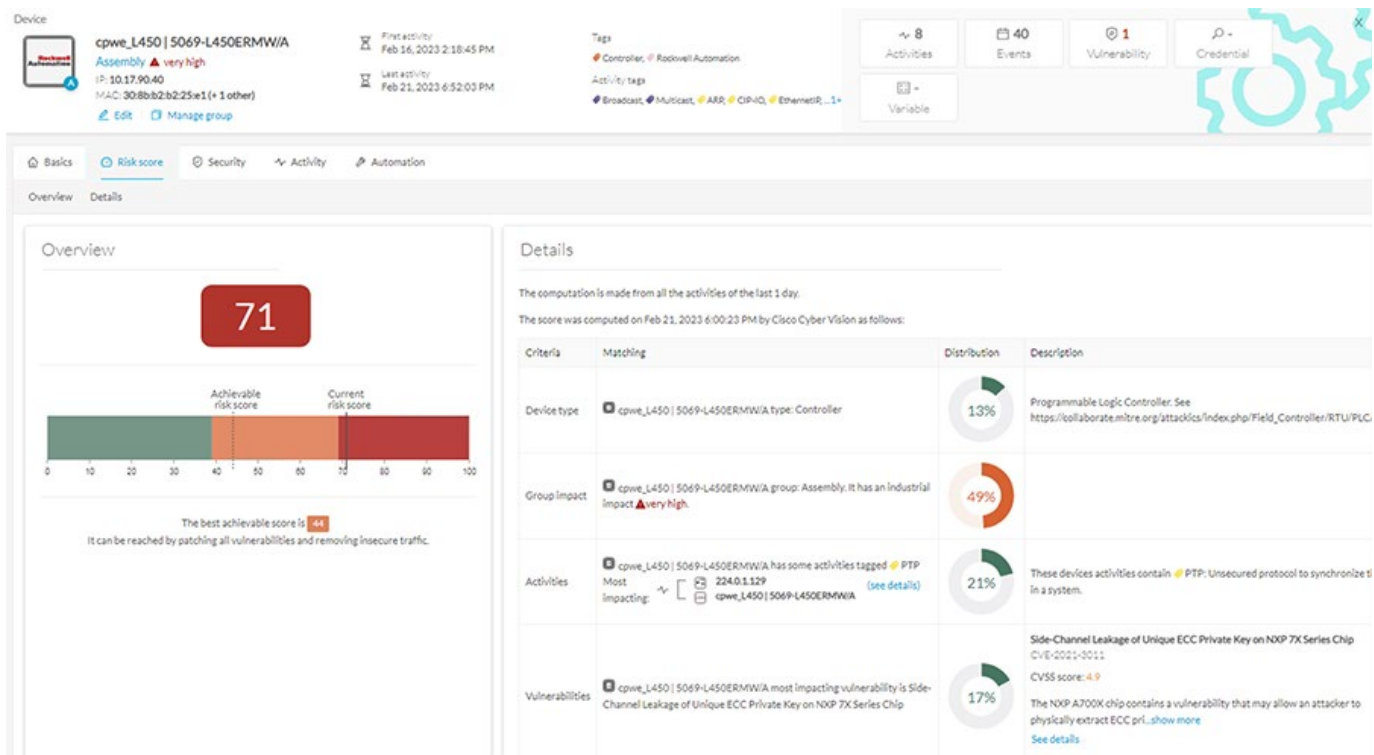 Device
Rockwell
Automation
A
cpwe_L450 | 5069-L450ERMW/A
Assembly very high
IP: 10.17.90.40
MAC: 30:8b:b2:b2:25:e1 (+ 1 other)
Edit Manage group
First activity
Feb 16, 2023 2:18:45 PM
Last activity
Feb 21, 2023 6:52:03 PM
Tags
Controller, Rockwell Automation
Activity tags
Broadcast, Multicast, ARP, CIP-IO, EthernetIP, ...1+
8
Activities
40
Events
1
Vulnerability
-
Credential
-
Variable
X
Basics Risk score Security Activity Automation
Overview Details
Overview
71
Achievable
risk score
Current
risk score
0 10 20 30 40 50 60 70 80 90 100
The best achievable score is 44
It can be reached by patching all vulnerabilities and removing insecure traffic.
Details
The computation is made from all the activities of the last 1 day.
The score was computed on Feb 21, 2023 6:00:23 PM by Cisco Cyber Vision as follows:
Criteria Matching Distribution Description
Device type
cpwe_L450 | 5069-L450ERMW/A type: Controller
13%
Programmable Logic Controller. See
https://collaborate.mitre.org/attackics/index.php/Field_Controller/RTU/PLC/
Group impact
cpwe_L450 | 5069-L450ERMW/A group: Assembly. It has an industrial
impact very high.
49%
Activities
cpwe_L450 | 5069-L450ERMW/A has some activities tagged PTP
Most
impacting:
224.0.1.129
cpwe_L450 | 5069-L450ERMW/A
(see details)
21%
These devices activities contain PTP: Unsecured protocol to synchronize
in a system.
Vulnerabilities
cpwe_L450 | 5069-L450ERMW/A most impacting vulnerability is Side-
Channel Leakage of Unique ECC Private Key on NXP 7X Series Chip
17%
Side-Channel Leakage of Unique ECC Private Key on NXP 7X Series Chip
CVE-2021-3011
CVSS score: 4.9
The NXP A700X chip contains a vulnerability that may allow an attacker to
physically extract ECC pri...show more
See details